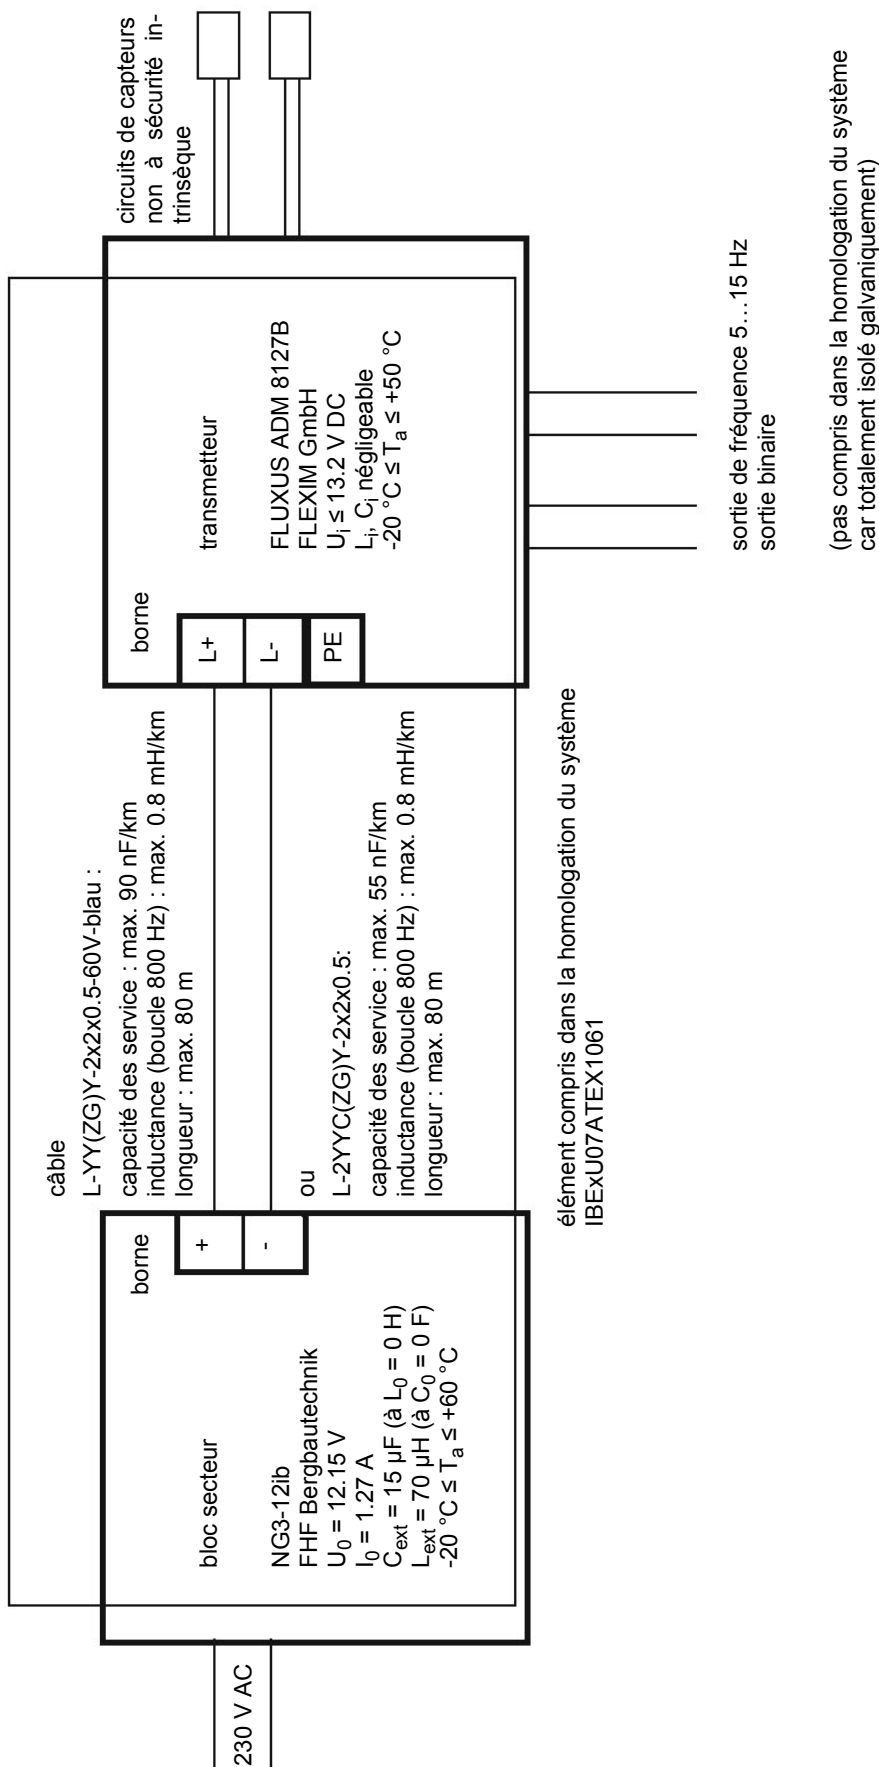 230 V AC
bloc secteur
NG3-12ib
FHF Bergbautechnik
U₀ = 12.15 V
I₀ = 1.27 A
Cext = 15 µF (à L₀ = 0 H)
Lext = 70 µH (à C₀ = 0 F)
-20 °C ≤ Ta ≤ +60 °C
borne
+
-
câble
L-YY(ZG)Y-2x2x0.5-60V-blau :
capacité des service : max. 90 nF/km
inductance (boucle 800 Hz) : max. 0.8 mH/km
longueur : max. 80 m
ou
L-2YYC(ZG)Y-2x2x0.5:
capacité des service : max. 55 nF/km
inductance (boucle 800 Hz) : max. 0.8 mH/km
longueur : max. 80 m
élément compris dans la homologation du système
IBExU07ATEX1061
borne
L+
L-
PE
transmetteur
FLUXUS ADM 8127B
FLEXIM GmbH
Ui ≤ 13.2 V DC
Li, Ci négligeable
-20 °C ≤ Ta ≤ +50 °C
circuits de capteurs
non à sécurité in-
trinsèque
sortie de fréquence 5…15 Hz
sortie binaire
(pas compris dans la homologation du système
car totalement isolé galvaniquement)